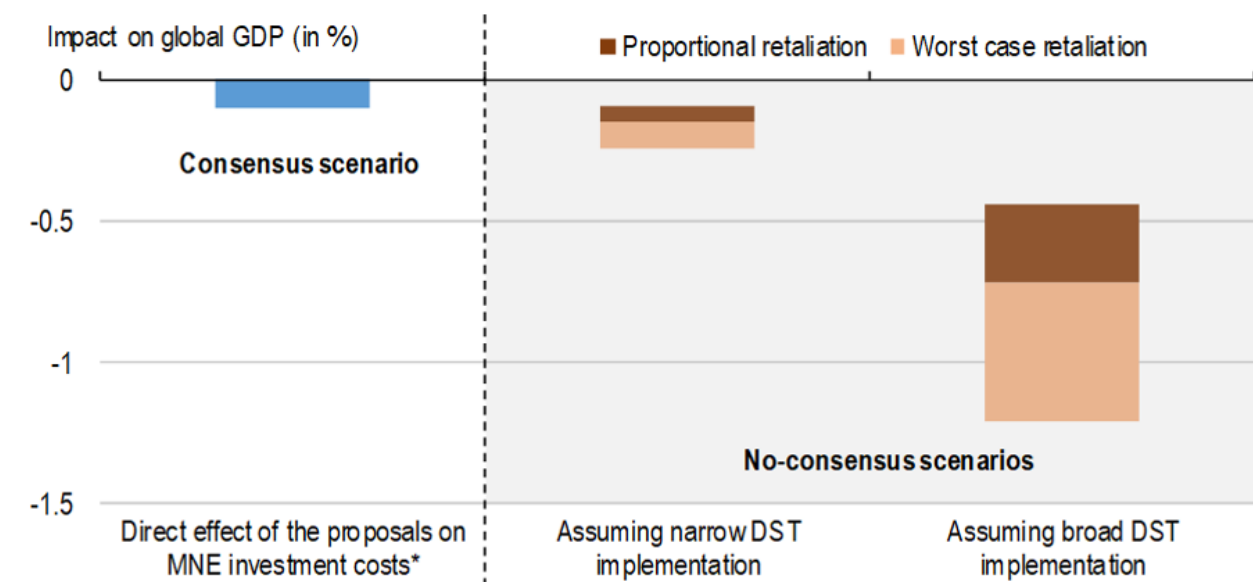 Impact on global GDP (in %)
Proportional retaliation Worst case retaliation
0
Consensus scenario
-0.5
-1
No-consensus scenarios
-1.5
Direct effect of the proposals on
MNE investment costs*
Assuming narrow DST
implementation
Assuming broad DST
implementation